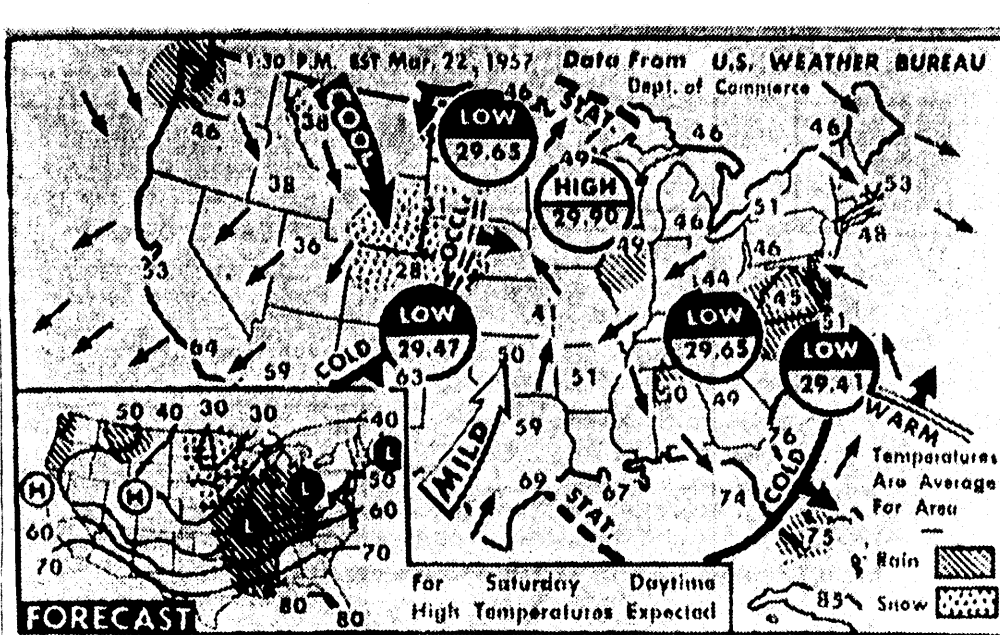 1:30 P.M. EST Mar. 22, 1957 Data From U.S. WEATHER BUREAU
Dept. of Commerce
43
46
38
COOL
46
STAT.
46
46
LOW
29.65
49
HIGH
29.90
53
38
31
OCCL.
46
51
48
36
49
46
53
28
44
45
LOW
29.47
41
LOW
29.65
51
LOW
29.41
64
59
COLD
63
50
51
50
49
WARM
MILD
59
76
COLD
69
STAT.
67
74
75
Temperatures
Are Average
For Area
Rain
85
Snow
50 40 30 30 40
H
H
L
L
L
50
60
60
70
70
80
80
FORECAST
For Saturday Daytime
High Temperatures Expected